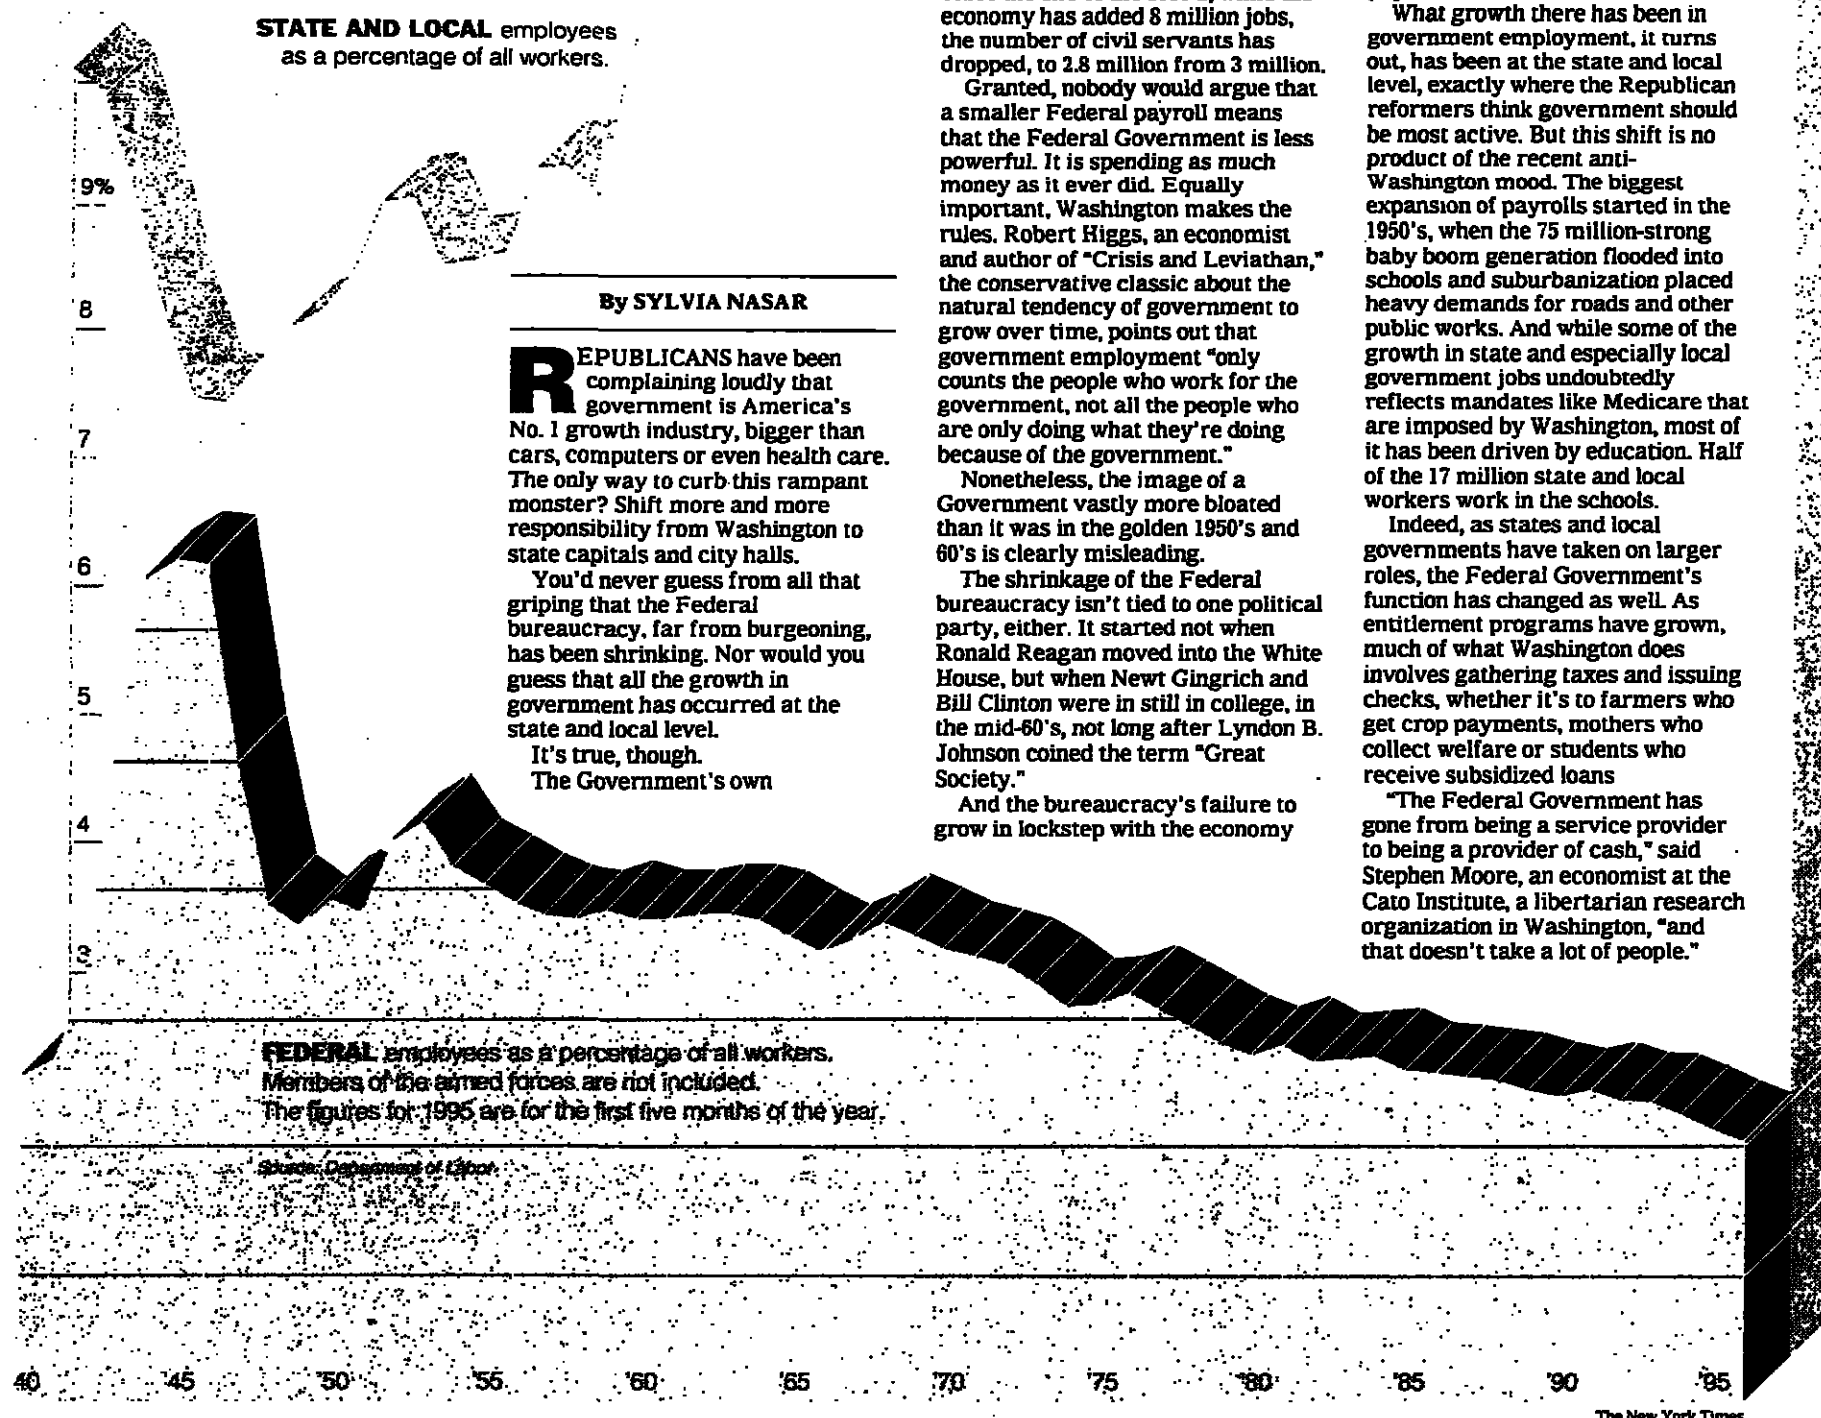 STATE AND LOCAL employees
as a percentage of all workers.
9%
8
7
6
5
4
3
By SYLVIA NASAR
REPUBLICANS have been
complaining loudly that
government is America's
No. 1 growth industry, bigger than
cars, computers or even health care.
The only way to curb this rampant
monster? Shift more and more
responsibility from Washington to
state capitals and city halls.
You'd never guess from all that
griping that the Federal
bureaucracy, far from burgeoning,
has been shrinking. Nor would you
guess that all the growth in
government has occurred at the
state and local level.
It's true, though.
The Government's own
economy has added 8 million jobs,
the number of civil servants has
dropped, to 2.8 million from 3 million.
Granted, nobody would argue that
a smaller Federal payroll means
that the Federal Government is less
powerful. It is spending as much
money as it ever did. Equally
important, Washington makes the
rules. Robert Higgs, an economist
and author of "Crisis and Leviathan,"
the conservative classic about the
natural tendency of government to
grow over time, points out that
government employment "only
counts the people who work for the
government, not all the people who
are only doing what they're doing
because of the government."
Nonetheless, the image of a
Government vastly more bloated
than it was in the golden 1950's and
60's is clearly misleading.
The shrinkage of the Federal
bureaucracy isn't tied to one political
party, either. It started not when
Ronald Reagan moved into the White
House, but when Newt Gingrich and
Bill Clinton were in still in college, in
the mid-60's, not long after Lyndon B.
Johnson coined the term "Great
Society."
And the bureaucracy's failure to
grow in lockstep with the economy
What growth there has been in
government employment, it turns
out, has been at the state and local
level, exactly where the Republican
reformers think government should
be most active. But this shift is no
product of the recent anti-
Washington mood. The biggest
expansion of payrolls started in the
1950's, when the 75 million-strong
baby boom generation flooded into
schools and suburbanization placed
heavy demands for roads and other
public works. And while some of the
growth in state and especially local
government jobs undoubtedly
reflects mandates like Medicare that
are imposed by Washington, most of
it has been driven by education. Half
of the 17 million state and local
workers work in the schools.
Indeed, as states and local
governments have taken on larger
roles, the Federal Government's
function has changed as well. As
entitlement programs have grown,
much of what Washington does
involves gathering taxes and issuing
checks, whether it's to farmers who
get crop payments, mothers who
collect welfare or students who
receive subsidized loans
"The Federal Government has
gone from being a service provider
to being a provider of cash," said
Stephen Moore, an economist at the
Cato Institute, a libertarian research
organization in Washington, "and
that doesn't take a lot of people."
FEDERAL employees as a percentage of all workers.
Members of the armed forces are not included.
The figures for 1995 are for the first five months of the year.
Source: Department of Labor
'40 '45 '50 '55 '60 '65 '70 '75 '80 '85 '90 '95
The New York Times